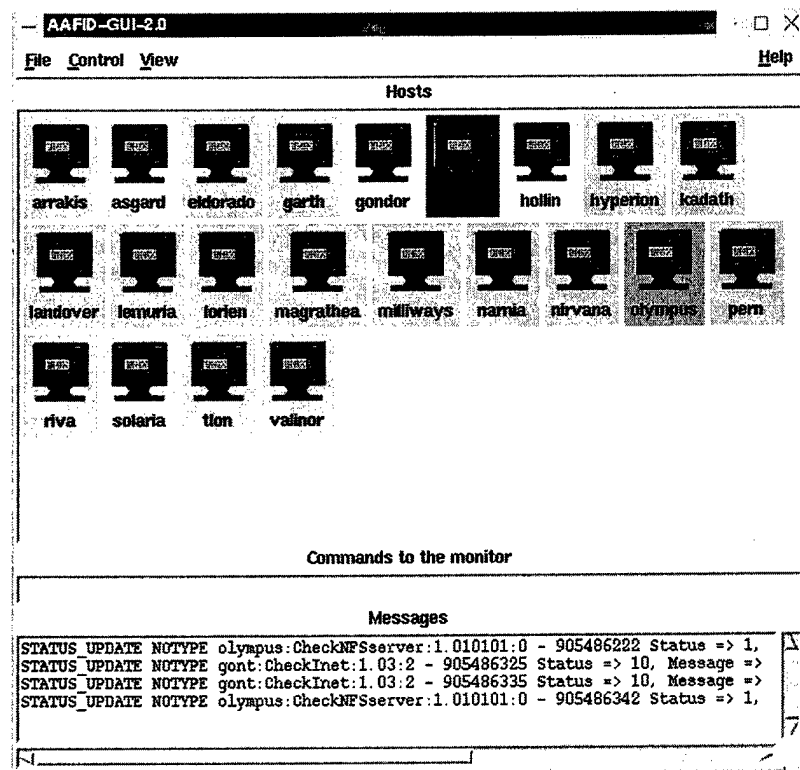 AAFID-GUI-2.0
File Control View Help
Hosts
arrakis asgard eldorado garth gondor hollin hyperion kadath
landover lemuria lorien magrathea milliways narnia nirvana olympus pern
riva solaria tlon valinor
Commands to the monitor
Messages
STATUS_UPDATE NOTYPE olympus:CheckNFSserver:1.010101:0 - 905486222 Status => 1,
STATUS_UPDATE NOTYPE gont:CheckInet:1.03:2 - 905486325 Status => 10, Message =>
STATUS_UPDATE NOTYPE gont:CheckInet:1.03:2 - 905486335 Status => 10, Message =>
STATUS_UPDATE NOTYPE olympus:CheckNFSserver:1.010101:0 - 905486342 Status => 1,